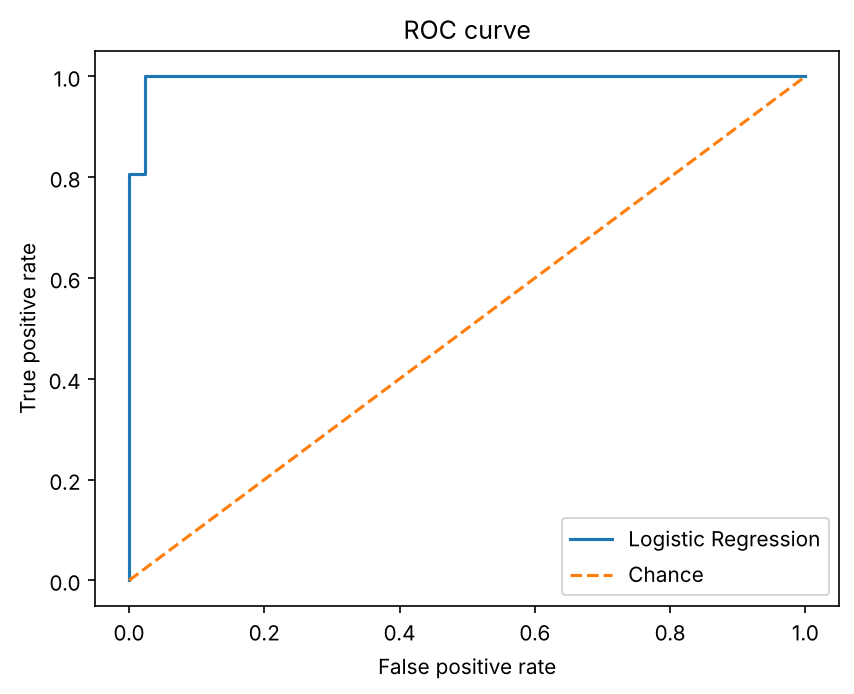 ROC curve
1.0
0.8
0.6
0.4
0.2
0.0
True positive rate
Logistic Regression
Chance
0.0 0.2 0.4 0.6 0.8 1.0
False positive rate